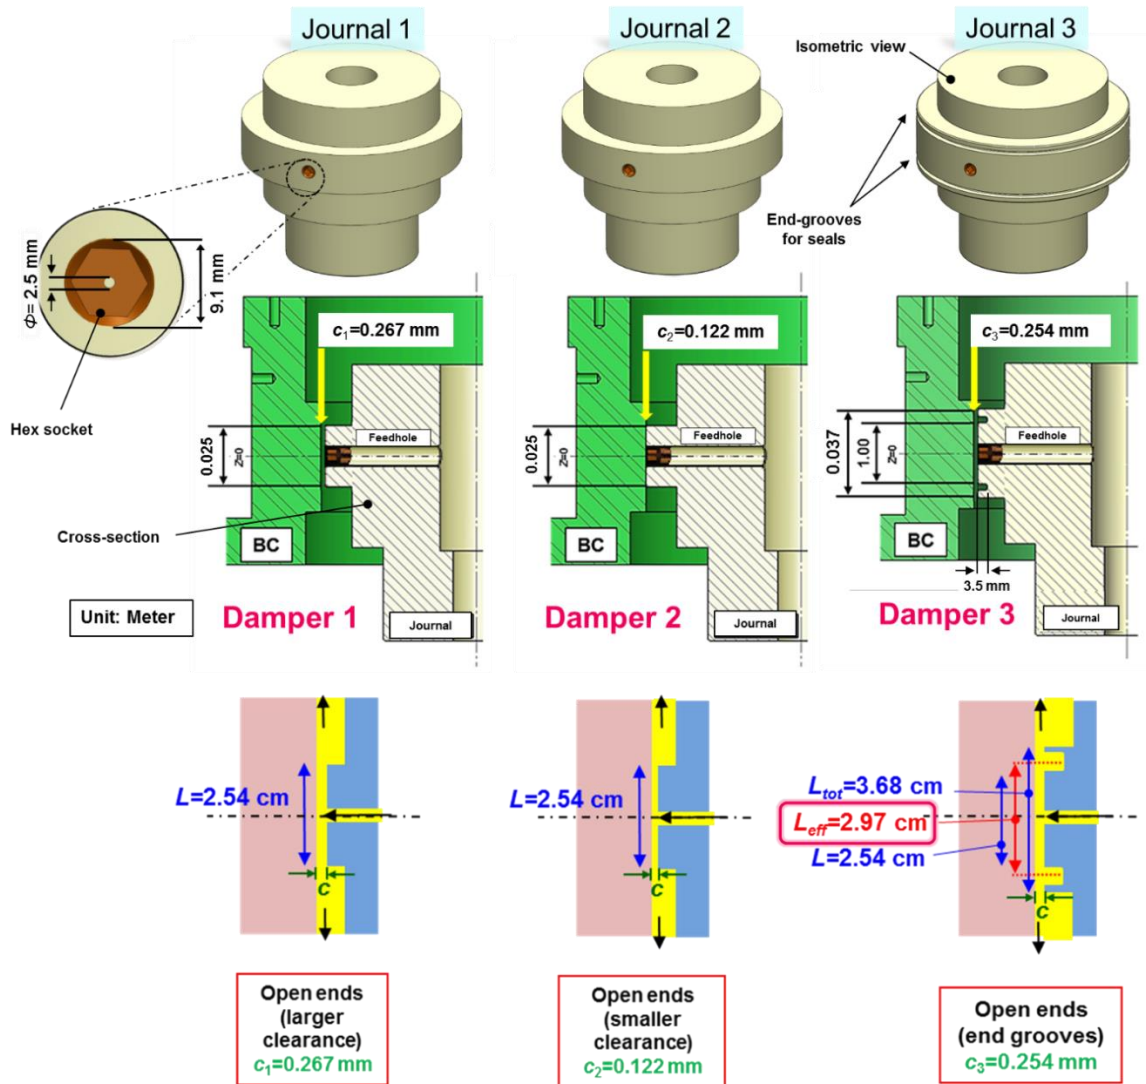 Journal 1
Journal 2
Journal 3
Isometric view
End-grooves
for seals
ϕ= 2.5 mm
9.1 mm
Hex socket
c1=0.267 mm
c2=0.122 mm
c3=0.254 mm
0.025
Z=0
Feedhole
0.025
Z=0
Feedhole
0.037
1.00
Z=0
Feedhole
Cross-section
BC
BC
BC
3.5 mm
Unit: Meter
Damper 1
Journal
Damper 2
Journal
Damper 3
Journal
L=2.54 cm
c
L=2.54 cm
c
Ltot=3.68 cm
Leff=2.97 cm
L=2.54 cm
c
Open ends
(larger
clearance)
c1=0.267 mm
Open ends
(smaller
clearance)
c2=0.122 mm
Open ends
(end grooves)
c3=0.254 mm